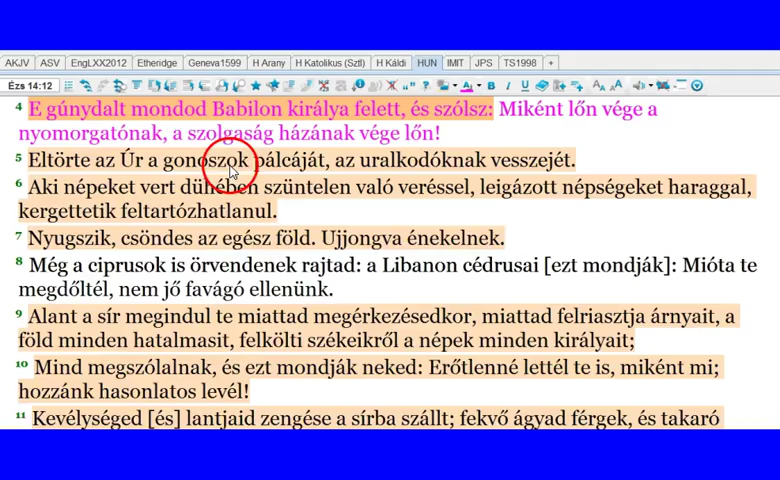 AKJV ASV EngLXX2012 Etheridge Geneva1599 H Arany H Katolikus (SztI) H Káldi HUN IMIT JPS TS1998 +
Ézs 14:12
4 E gúnydalt mondod Babilon királya felett, és szólsz: Miként lőn vége a
nyomorgatónak, a szolgaság házának vége lőn!
5 Eltörte az Úr a gonoszok pálcáját, az uralkodóknak vesszejét.
6 Aki népeket vert dühében szüntelen való veréssel, leigázott népségeket haraggal,
kergettetik feltartózhatlanul.
7 Nyugszik, csöndes az egész föld. Ujjongva énekelnek.
8 Még a ciprusok is örvendenek rajtad: a Libanon cédrusai [ezt mondják]: Mióta te
megdőltél, nem jő favágó ellenünk.
9 Alant a sír megindul te miattad megérkezésedkor, miattad felriasztja árnyait, a
föld minden hatalmasit, felkölti székeikről a népek minden királyait;
10 Mind megszólalnak, és ezt mondják neked: Erőtlenné lettél te is, miként mi;
hozzánk hasonlatos levél!
11 Kevélységed [és] lantjaid zengése a sírba szállt; fekvő ágyad férgek, és takaró